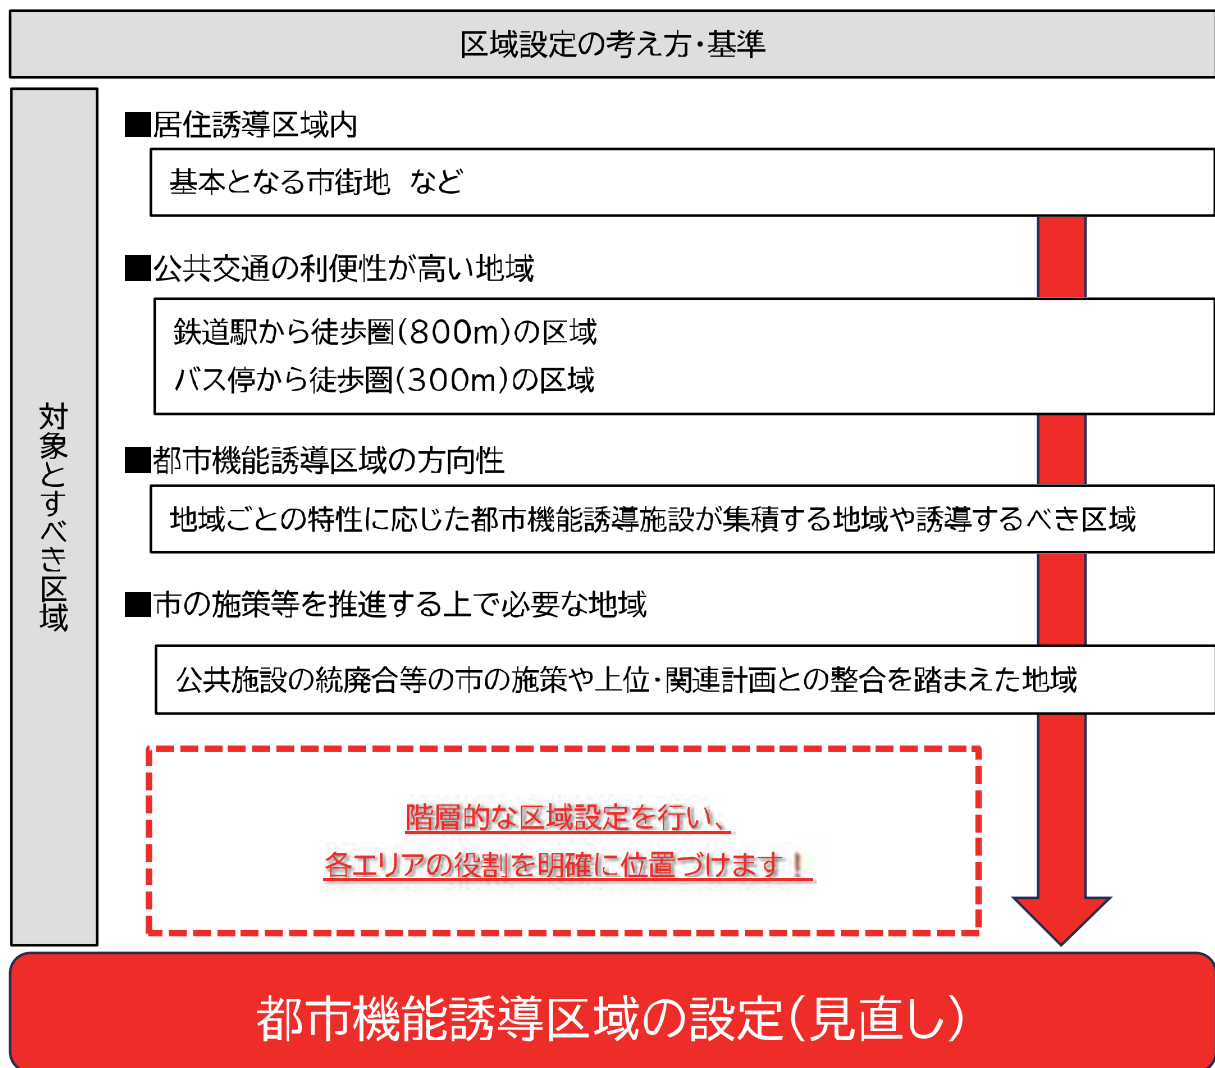 区域設定の考え方・基準
対象とすべき区域
■居住誘導区域内
基本となる市街地 など
■公共交通の利便性が高い地域
鉄道駅から徒歩圏(800m)の区域
バス停から徒歩圏(300m)の区域
■都市機能誘導区域の方向性
地域ごとの特性に応じた都市機能誘導施設が集積する地域や誘導するべき区域
■市の施策等を推進する上で必要な地域
公共施設の統廃合等の市の施策や上位・関連計画との整合を踏まえた地域
階層的な区域設定を行い、
各エリアの役割を明確に位置づけます！
都市機能誘導区域の設定(見直し)